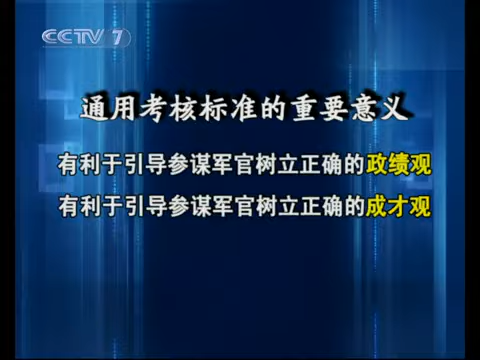 CCTV 7
通用考核标准的重要意义
有利于引导参谋军官树立正确的政绩观
有利于引导参谋军官树立正确的成才观